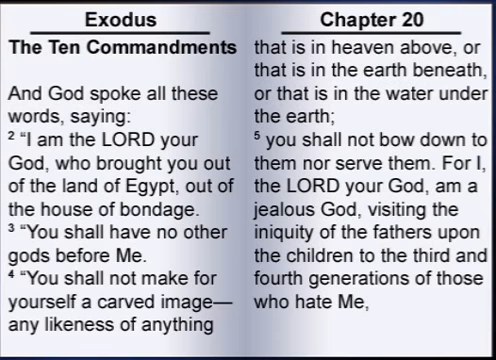 Exodus
The Ten Commandments
And God spoke all these
words, saying:
² “I am the LORD your
God, who brought you out
of the land of Egypt, out of
the house of bondage.
³ “You shall have no other
gods before Me.
⁴ “You shall not make for
yourself a carved image—
any likeness of anything
Chapter 20
that is in heaven above, or
that is in the earth beneath,
or that is in the water under
the earth;
⁵ you shall not bow down to
them nor serve them. For I,
the LORD your God, am a
jealous God, visiting the
iniquity of the fathers upon
the children to the third and
fourth generations of those
who hate Me,